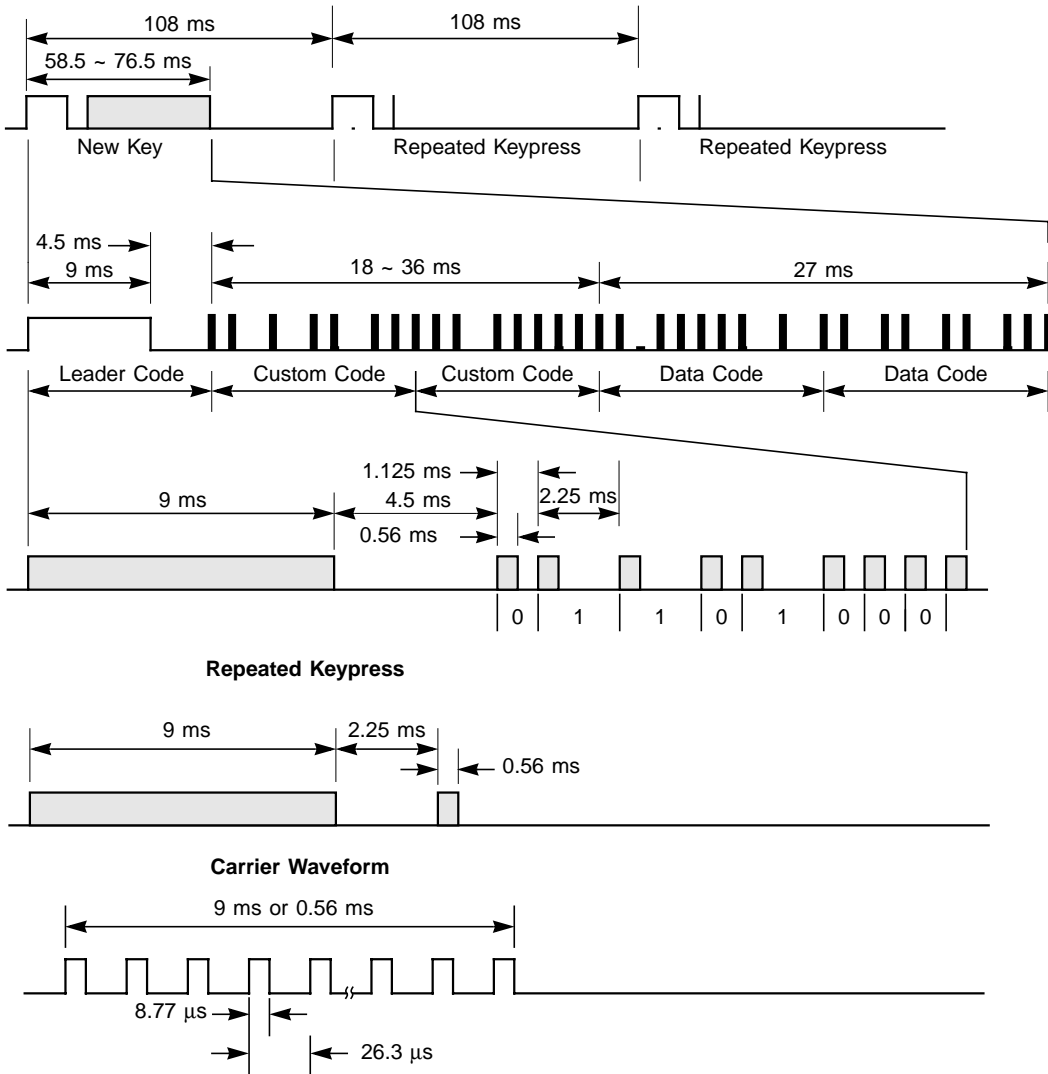 108 ms
108 ms
58.5 ~ 76.5 ms
New Key
Repeated Keypress
Repeated Keypress
4.5 ms
9 ms
18 ~ 36 ms
27 ms
Leader Code
Custom Code
Custom Code
Data Code
Data Code
1.125 ms
9 ms
4.5 ms
2.25 ms
0.56 ms
0
1
1
0
1
0
0
0
Repeated Keypress
9 ms
2.25 ms
0.56 ms
Carrier Waveform
9 ms or 0.56 ms
8.77 μs
26.3 μs